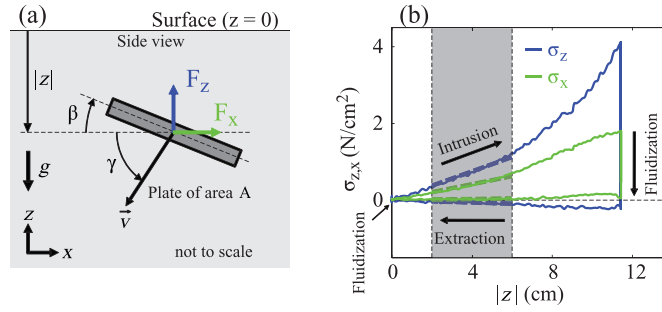 (a)
Surface (z = 0)
Side view
|z|
F_z
F_x
β
γ
g
Plate of area A
v⃗
z
x
not to scale
(b)
4
2
0
σ_z,x (N/cm²)
σ_z
σ_x
Intrusion
Extraction
Fluidization
Fluidization
0
4
8
12
|z| (cm)